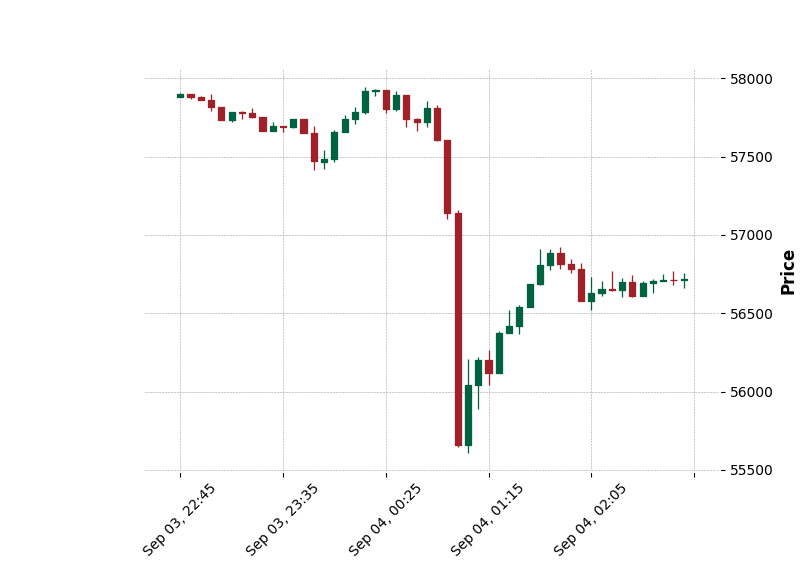 58000
57500
57000
56500
56000
55500
Price
Sep 03, 22:45
Sep 03, 23:35
Sep 04, 00:25
Sep 04, 01:15
Sep 04, 02:05